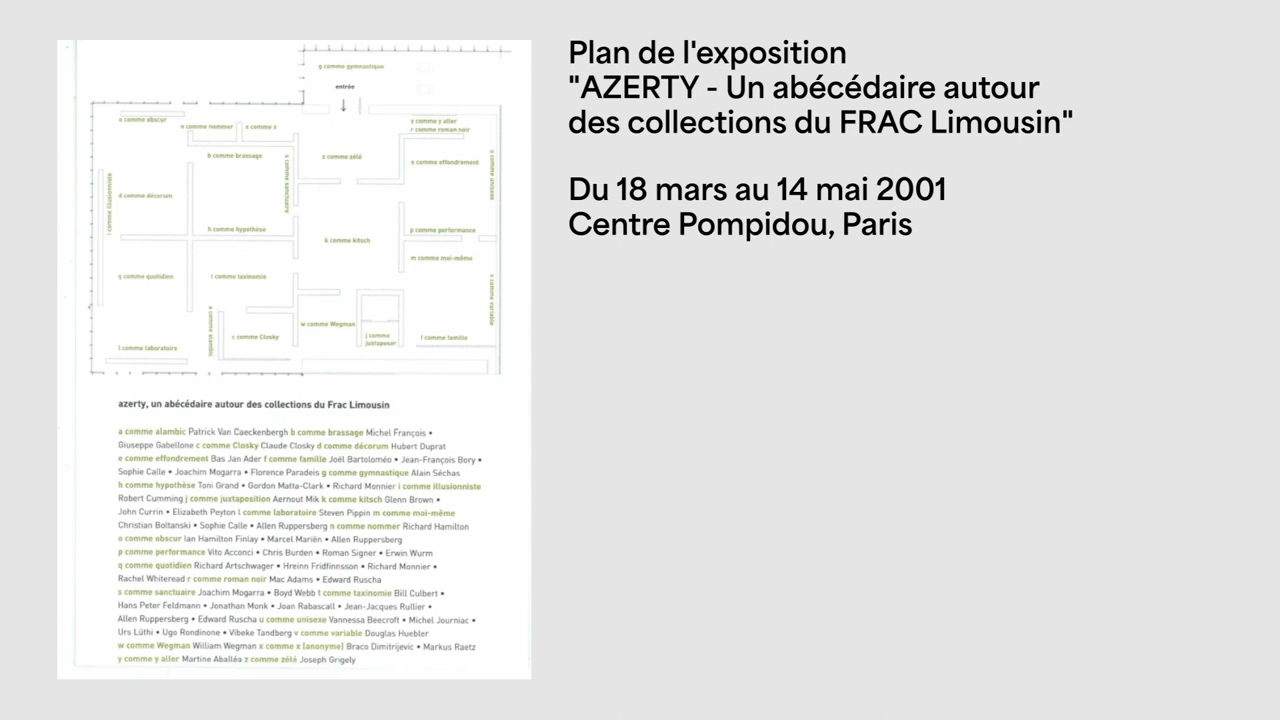 g comme gymnastique
entrée
o comme obscur
n comme nommer
x comme x
y comme y aller
r comme roman noir
b comme brassage
z comme zélé
e comme effondrement
s comme sanctuaire
u comme unisexe
i comme illusionniste
d comme décorum
h comme hypothèse
k comme kitsch
p comme performance
m comme moi-même
q comme quotidien
t comme taxinomie
v comme variable
a comme alambic
w comme Wegman
c comme Closky
j comme
juxtaposer
f comme famille
l comme laboratoire
azerty, un abécédaire autour des collections du Frac Limousin
a comme alambic Patrick Van Caeckenbergh b comme brassage Michel François •
Giuseppe Gabellone c comme Closky Claude Closky d comme décorum Hubert Duprat
e comme effondrement Bas Jan Ader f comme famille Joël Bartoloméo • Jean-François Bory •
Sophie Calle • Joachim Mogarra • Florence Paradeis g comme gymnastique Alain Séchas
h comme hypothèse Toni Grand • Gordon Matta-Clark • Richard Monnier i comme illusionniste
Robert Cumming j comme juxtaposition Aernout Mik k comme kitsch Glenn Brown •
John Currin • Elizabeth Peyton l comme laboratoire Steven Pippin m comme moi-même
Christian Boltanski • Sophie Calle • Allen Ruppersberg n comme nommer Richard Hamilton
o comme obscur Ian Hamilton Finlay • Marcel Mariën • Allen Ruppersberg
p comme performance Vito Acconci • Chris Burden • Roman Signer • Erwin Wurm
q comme quotidien Richard Artschwager • Hreinn Fridfinnsson • Richard Monnier •
Rachel Whiteread r comme roman noir Mac Adams • Edward Ruscha
s comme sanctuaire Joachim Mogarra • Boyd Webb t comme taxinomie Bill Culbert •
Hans Peter Feldmann • Jonathan Monk • Joan Rabascall • Jean-Jacques Rullier •
Allen Ruppersberg • Edward Ruscha u comme unisexe Vannessa Beecroft • Michel Journiac •
Urs Lüthi • Ugo Rondinone • Vibeke Tandberg v comme variable Douglas Huebler
w comme Wegman William Wegman x comme x (anonyme) Braco Dimitrijevic • Markus Raetz
y comme y aller Martine Aballéa z comme zélé Joseph Grigely
Plan de l'exposition
"AZERTY - Un abécédaire autour
des collections du FRAC Limousin"
Du 18 mars au 14 mai 2001
Centre Pompidou, Paris